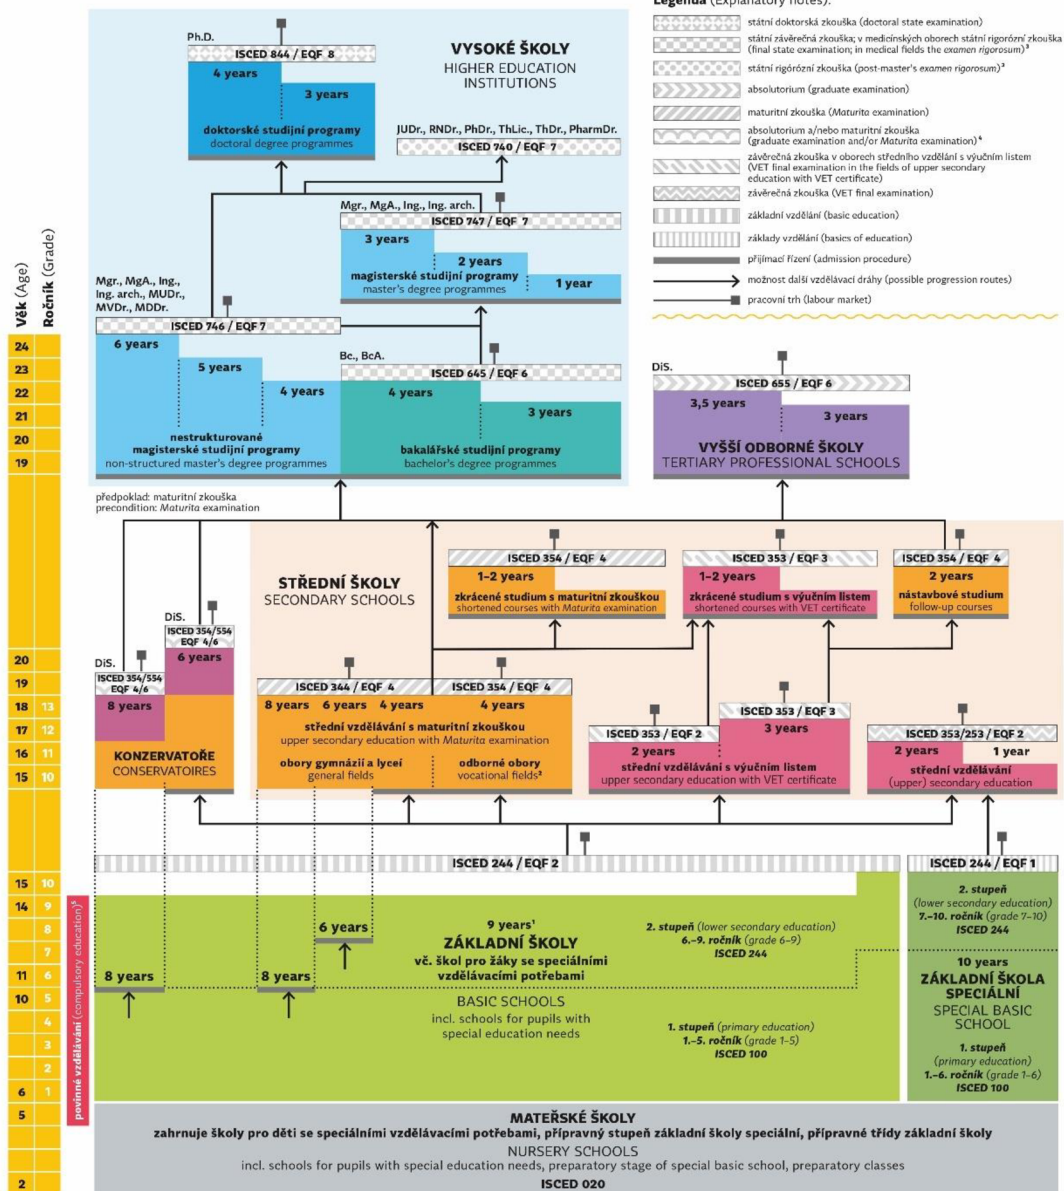 Legenda (Explanatory notes):
státní doktorská zkouška (doctoral state examination)
státní závěrečná zkouška; v medicínských oborech státní rigorózní zkouška
(final state examination; in medical fields the examen rigorosum)³
státní rigórózní zkouška (post-master's examen rigorosum)³
absolutorium (graduate examination)
maturitní zkouška (Maturita examination)
absolutorium a/nebo maturitní zkouška
(graduate examination and/or Maturita examination)⁴
závěrečná zkouška v oborech středního vzdělání s výučním listem
(VET final examination in the fields of upper secondary
education with VET certificate)
závěrečná zkouška (VET final examination)
základní vzdělání (basic education)
základy vzdělání (basics of education)
přijímací řízení (admission procedure)
možnost další vzdělávací dráhy (possible progression routes)
pracovní trh (labour market)
Ph.D.
ISCED 844 / EQF 8
4 years
3 years
doktorské studijní programy
doctoral degree programmes
VYSOKÉ ŠKOLY
HIGHER EDUCATION
INSTITUTIONS
JUDr., RNDr., PhDr., ThLic., ThDr., PharmDr.
ISCED 740 / EQF 7
Mgr., MgA., Ing., Ing. arch.
ISCED 747 / EQF 7
3 years
2 years
1 year
magisterské studijní programy
master's degree programmes
Mgr., MgA., Ing.,
Ing. arch., MUDr.,
MVDr., MDDr.
ISCED 746 / EQF 7
6 years
5 years
4 years
nestrukturované
magisterské studijní programy
non-structured master's degree programmes
Bc., BcA.
ISCED 645 / EQF 6
4 years
3 years
bakalářské studijní programy
bachelor's degree programmes
DiS.
ISCED 655 / EQF 6
3,5 years
3 years
VYŠŠÍ ODBORNÉ ŠKOLY
TERTIARY PROFESSIONAL SCHOOLS
předpoklad: maturitní zkouška
precondition: Maturita examination
Věk (Age)
Ročník (Grade)
24
23
22
21
20
19
20
19
18 13
17 12
16 11
15 10
15 10
14 9
8
7
11 6
10 5
4
3
2
6 1
5
2
povinné vzdělávání (compulsory education)⁵
STŘEDNÍ ŠKOLY
SECONDARY SCHOOLS
ISCED 354 / EQF 4
1–2 years
zkrácené studium s maturitní zkouškou
shortened courses with Maturita examination
ISCED 353 / EQF 3
1–2 years
zkrácené studium s výučním listem
shortened courses with VET certificate
ISCED 354 / EQF 4
2 years
nástavbové studium
follow-up courses
DiS.
ISCED 354/554
EQF 4/6
8 years
DiS.
ISCED 354/554
EQF 4/6
6 years
KONZERVATOŘE
CONSERVATOIRES
ISCED 344 / EQF 4
8 years 6 years 4 years
ISCED 354 / EQF 4
4 years
střední vzdělávání s maturitní zkouškou
upper secondary education with Maturita examination
obory gymnázií a lyceí
general fields
odborné obory
vocational fields²
ISCED 353 / EQF 2
2 years
ISCED 353 / EQF 3
3 years
střední vzdělávání s výučním listem
upper secondary education with VET certificate
ISCED 353/253 / EQF 2
2 years
1 year
střední vzdělávání
(upper) secondary education
ISCED 244 / EQF 2
ISCED 244 / EQF 1
8 years
8 years
6 years
9 years¹
ZÁKLADNÍ ŠKOLY
vč. škol pro žáky se speciálními
vzdělávacími potřebami
BASIC SCHOOLS
incl. schools for pupils with
special education needs
2. stupeň (lower secondary education)
6.–9. ročník (grade 6–9)
ISCED 244
1. stupeň (primary education)
1.–5. ročník (grade 1–5)
ISCED 100
2. stupeň
(lower secondary education)
7.–10. ročník (grade 7–10)
ISCED 244
10 years
ZÁKLADNÍ ŠKOLA
SPECIÁLNÍ
SPECIAL BASIC
SCHOOL
1. stupeň
(primary education)
1.–6. ročník (grade 1–6)
ISCED 100
MATEŘSKÉ ŠKOLY
zahrnuje školy pro děti se speciálními vzdělávacími potřebami, přípravný stupeň základní školy speciální, přípravné třídy základní školy
NURSERY SCHOOLS
incl. schools for pupils with special education needs, preparatory stage of special basic school, preparatory classes
ISCED 020